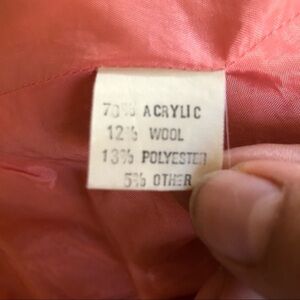 70% ACRYLIC
12% WOOL
13% POLYESTER
5% OTHER